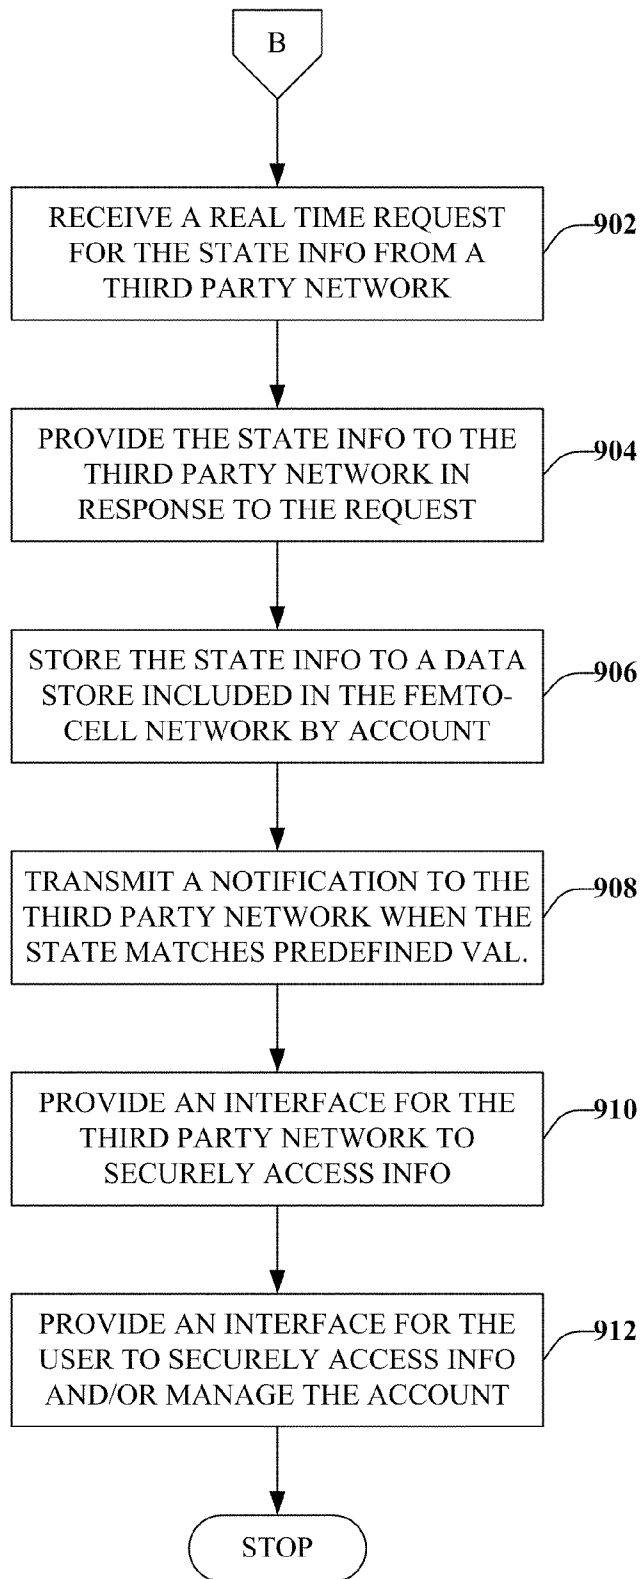 B
RECEIVE A REAL TIME REQUEST
FOR THE STATE INFO FROM A
THIRD PARTY NETWORK
902
PROVIDE THE STATE INFO TO THE
THIRD PARTY NETWORK IN
RESPONSE TO THE REQUEST
904
STORE THE STATE INFO TO A DATA
STORE INCLUDED IN THE FEMTO-
CELL NETWORK BY ACCOUNT
906
TRANSMIT A NOTIFICATION TO THE
THIRD PARTY NETWORK WHEN THE
STATE MATCHES PREDEFINED VAL.
908
PROVIDE AN INTERFACE FOR THE
THIRD PARTY NETWORK TO
SECURELY ACCESS INFO
910
PROVIDE AN INTERFACE FOR THE
USER TO SECURELY ACCESS INFO
AND/OR MANAGE THE ACCOUNT
912
STOP